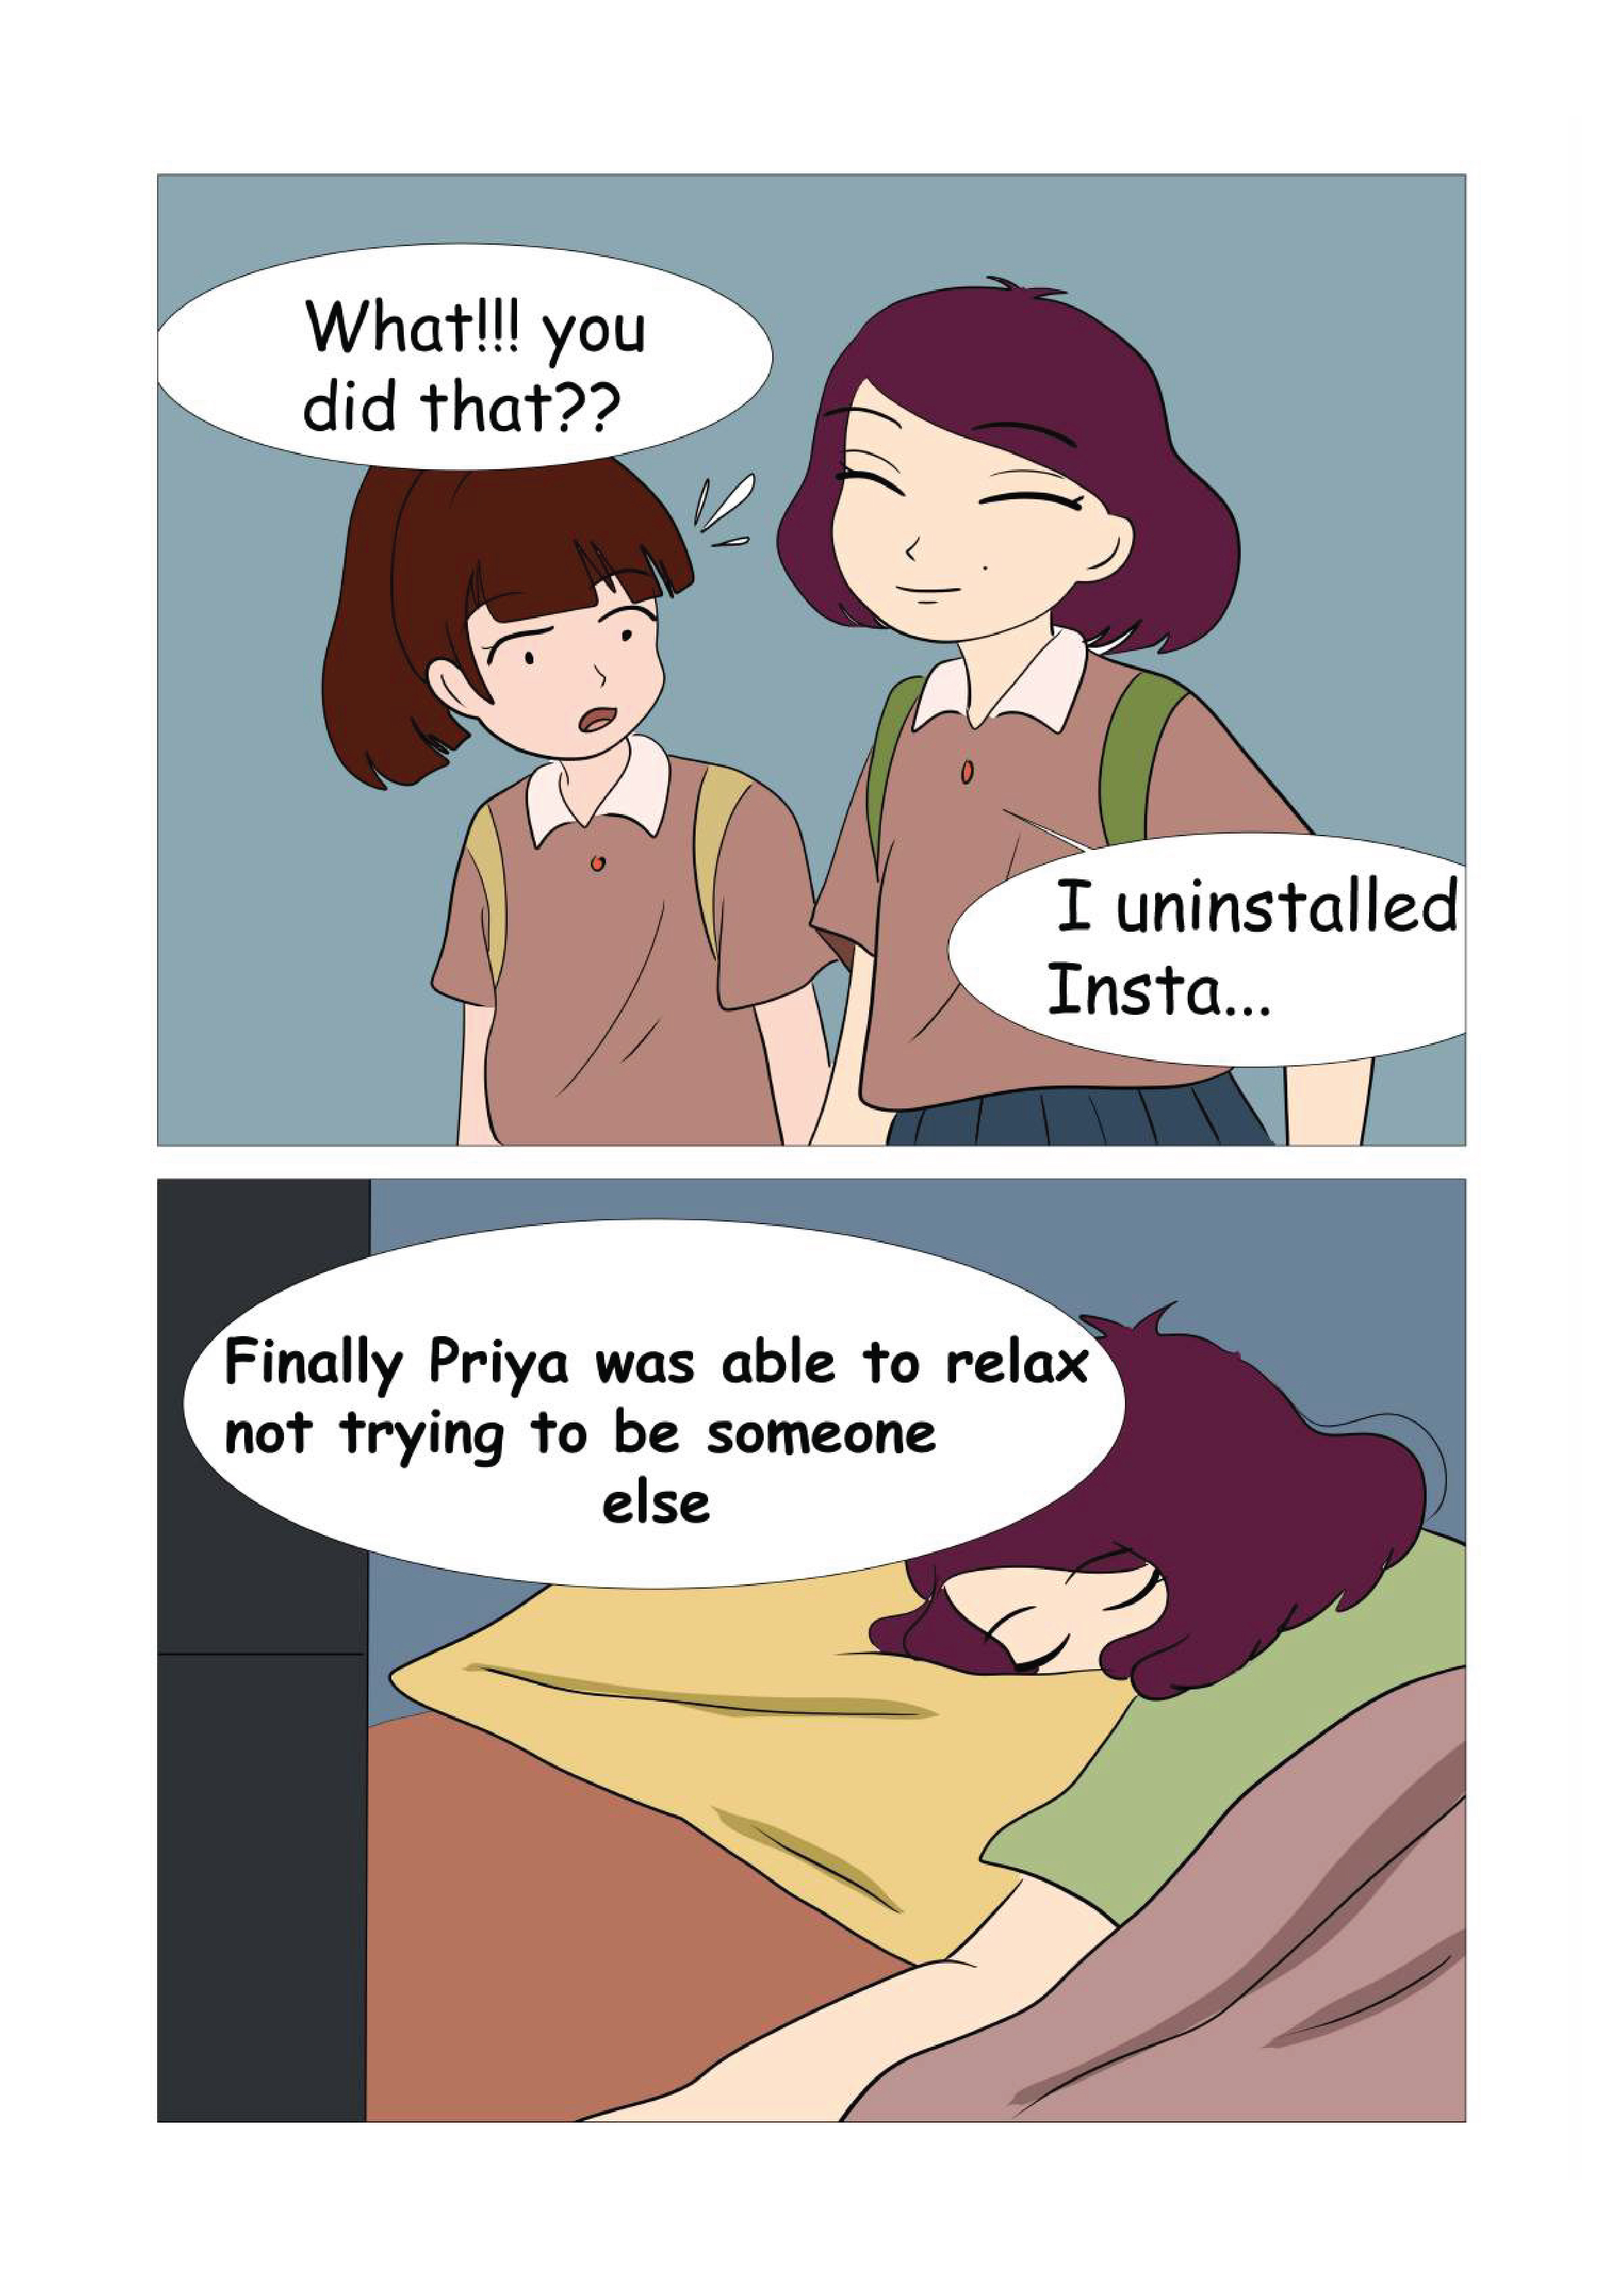 What!!! you
did that??
I uninstalled
Insta...
Finally Priya was able to relax
not trying to be someone
else